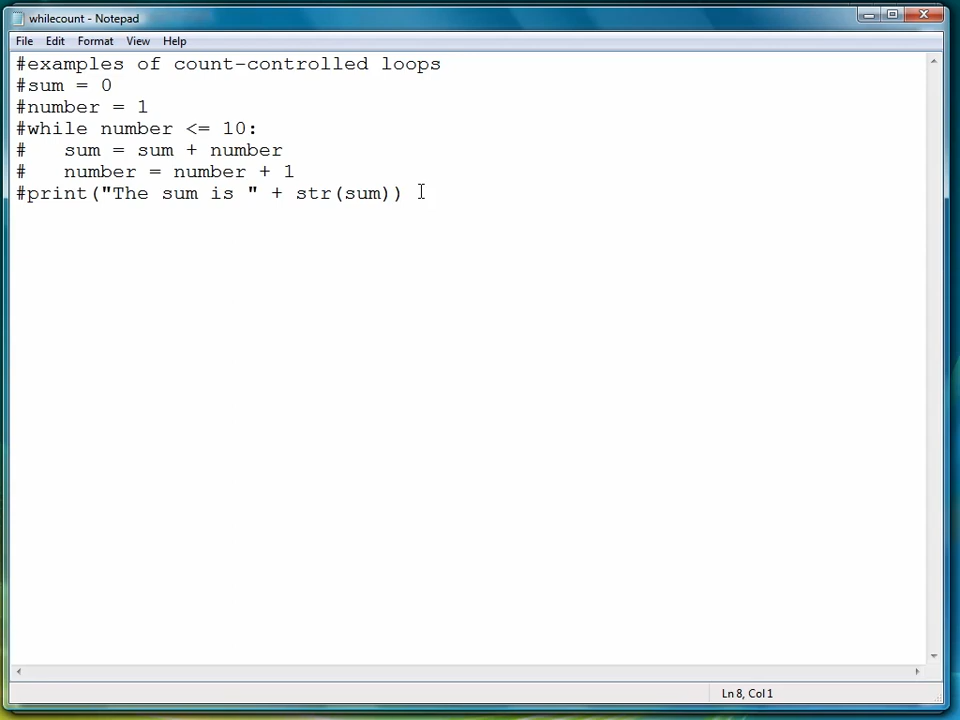 whilecount - Notepad
File Edit Format View Help
#examples of count-controlled loops
#sum = 0
#number = 1
#while number <= 10:
#   sum = sum + number
#   number = number + 1
#print("The sum is " + str(sum))
Ln 8, Col 1